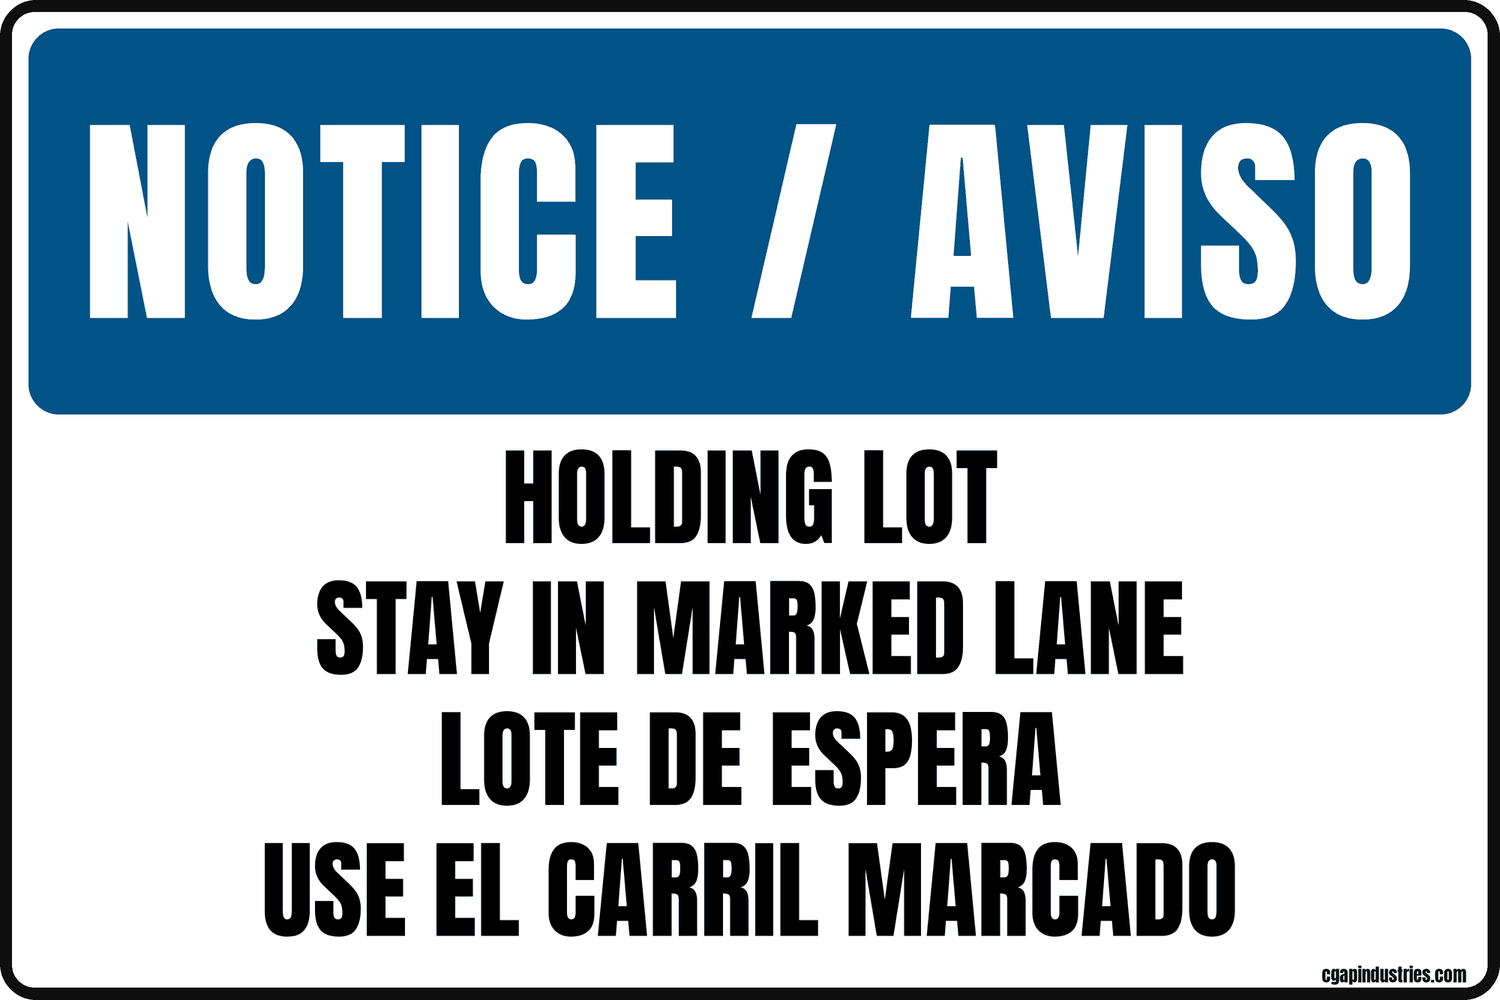 NOTICE / AVISO
HOLDING LOT
STAY IN MARKED LANE
LOTE DE ESPERA
USE EL CARRIL MARCADO
cgapindustries.com